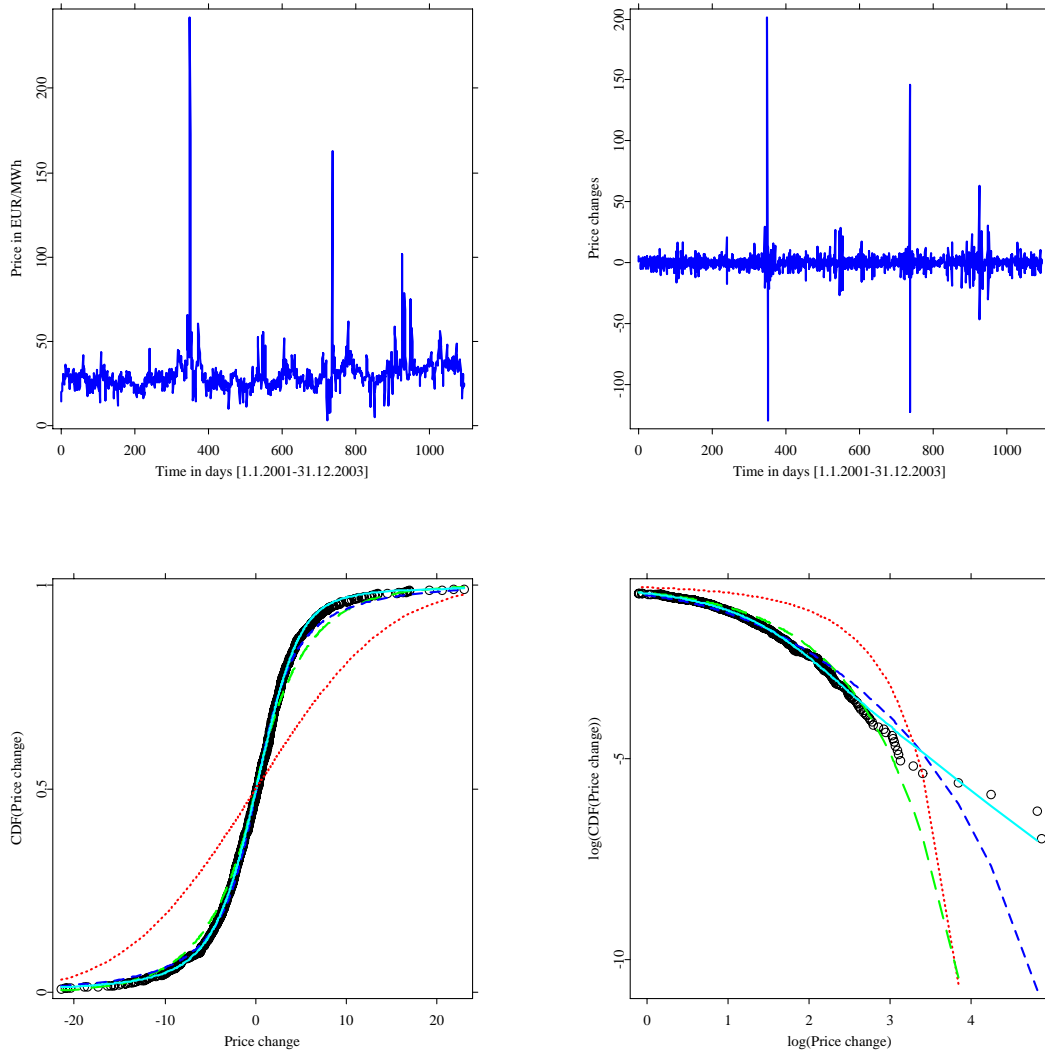 Price in EUR/MWh
0 50 100 150 200
0 200 400 600 800 1000
Time in days [1.1.2001-31.12.2003]
Price changes
-100 -50 0 50 100 150 200
0 200 400 600 800 1000
Time in days [1.1.2001-31.12.2003]
CDF(Price change)
0 .5 1
-20 -10 0 10 20
Price change
log(CDF(Price change))
-10 -5
0 1 2 3 4
log(Price change)